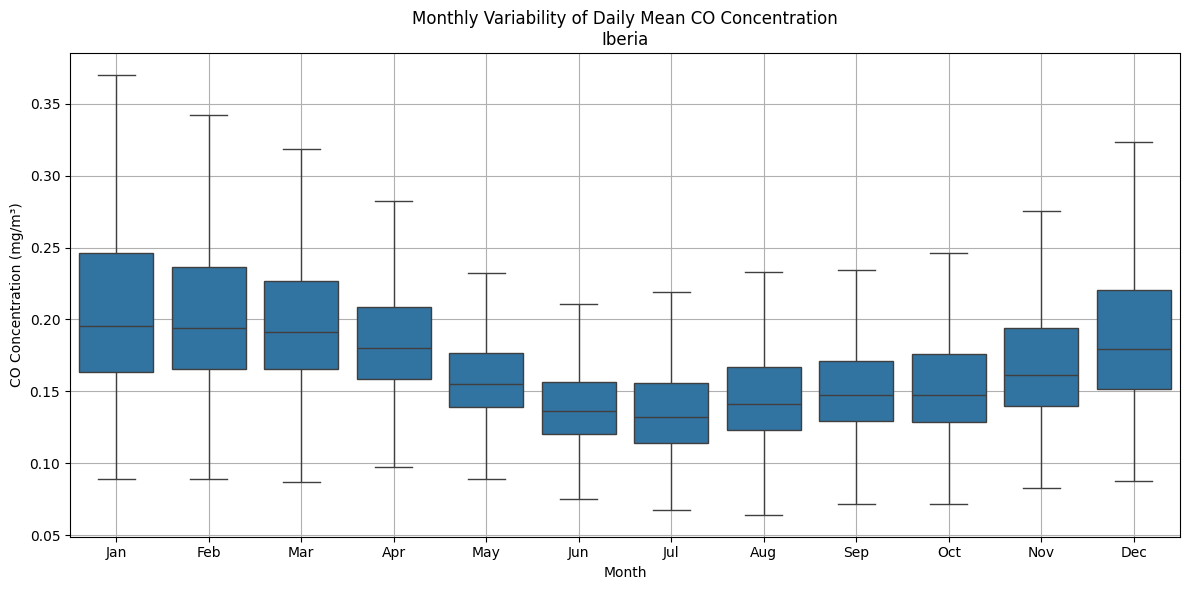 Monthly Variability of Daily Mean CO Concentration
Iberia
CO Concentration (mg/m³)
0.35
0.30
0.25
0.20
0.15
0.10
0.05
Jan Feb Mar Apr May Jun Jul Aug Sep Oct Nov Dec
Month